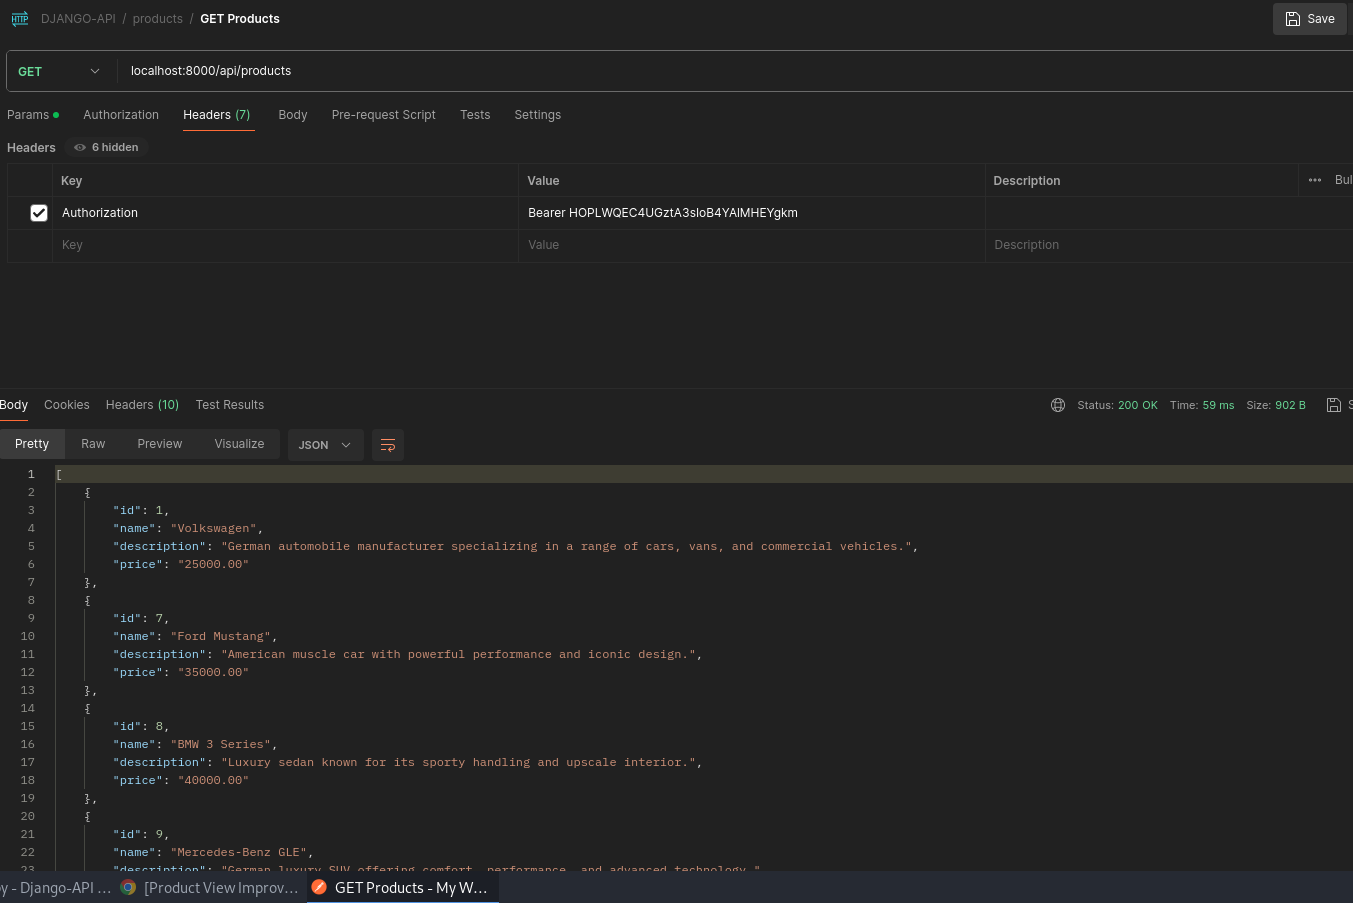 HTTP DJANGO-API / products / GET Products Save
GET localhost:8000/api/products
Params Authorization Headers (7) Body Pre-request Script Tests Settings
Headers 6 hidden
Key Value Description ••• Bul
Authorization Bearer HOPLWQEC4UGztA3sloB4YAlMHEYgkm
Key Value Description
Body Cookies Headers (10) Test Results Status: 200 OK Time: 59 ms Size: 902 B S
Pretty Raw Preview Visualize JSON
1 [
2 {
3 "id": 1,
4 "name": "Volkswagen",
5 "description": "German automobile manufacturer specializing in a range of cars, vans, and commercial vehicles.",
6 "price": "25000.00"
7 },
8 {
9 "id": 7,
10 "name": "Ford Mustang",
11 "description": "American muscle car with powerful performance and iconic design.",
12 "price": "35000.00"
13 },
14 {
15 "id": 8,
16 "name": "BMW 3 Series",
17 "description": "Luxury sedan known for its sporty handling and upscale interior.",
18 "price": "40000.00"
19 },
20 {
21 "id": 9,
22 "name": "Mercedes-Benz GLE",
23 "description": "German luxury SUV offering comfort, performance, and advanced technology."
y - Django-API ... [Product View Improv... GET Products - My W...